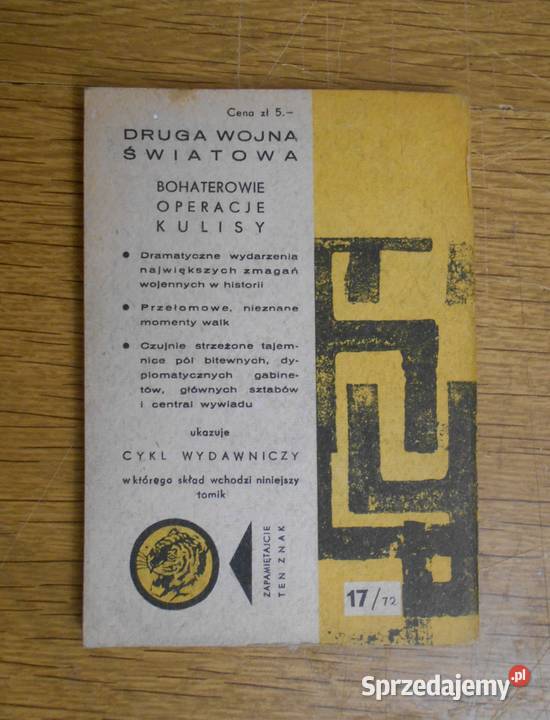 Cena zł 5.–
DRUGA WOJNA
ŚWIATOWA
BOHATEROWIE
OPERACJE
KULISY
● Dramatyczne wydarzenia
największych zmagań
wojennych w historii
● Przełomowe, nieznane
momenty walk
● Czujnie strzeżone tajem-
nice pól bitewnych, dy-
plomatycznych gabine-
tów, głównych sztabów
i central wywiadu
ukazuje
CYKL WYDAWNICZY
w którego skład wchodzi niniejszy
tomik
ZAPAMIĘTAJCIE
TEN ZNAK
17/72
Sprzedajemy.pl